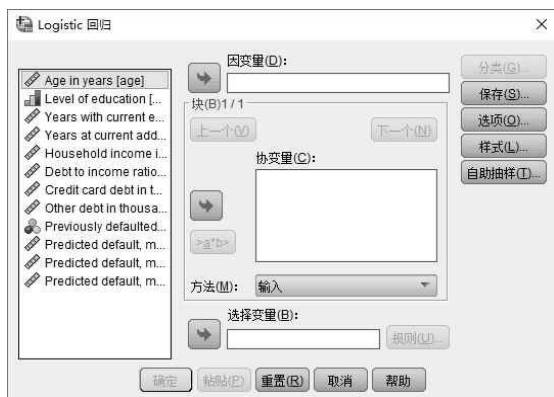 Logistic 回归
Age in years [age]
Level of education [...
Years with current e...
Years at current add...
Household income i...
Debt to income ratio...
Credit card debt in t...
Other debt in thousa...
Previously defaulted...
Predicted default, m...
Predicted default, m...
Predicted default, m...
因变量(D):
块(B)1 / 1
上一个(V)
下一个(N)
协变量(C):
>a*b>
方法(M):
输入
选择变量(B):
规则(U)...
分类(G)...
保存(S)...
选项(O)...
样式(L)...
自助抽样(T)...
确定
粘贴(P)
重置(R)
取消
帮助